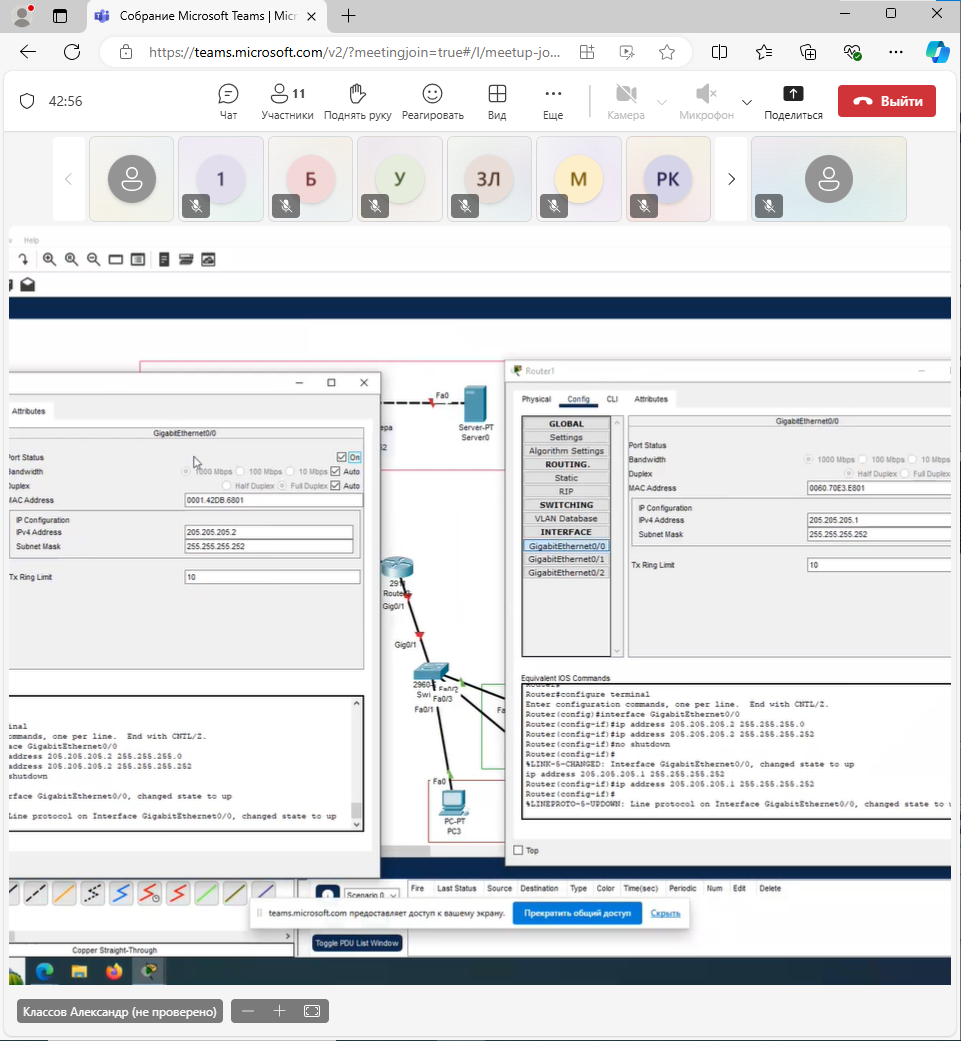 Собрание Microsoft Teams | Micr
https://teams.microsoft.com/v2/?meetingjoin=true#/l/meetup-jo...
42:56
Чат
11
Участники
Поднять руку
Реагировать
Вид
Еще
Камера
Микрофон
Поделиться
Выйти
1
Б
У
ЗЛ
М
РК
Help
Attributes
GigabitEthernet0/0
Port Status
On
Bandwidth
1000 Mbps
100 Mbps
10 Mbps
Auto
Duplex
Half Duplex
Full Duplex
Auto
MAC Address
0001.42DB.6801
IP Configuration
IPv4 Address
205.205.205.2
Subnet Mask
255.255.255.252
Tx Ring Limit
10
inal
ommands, one per line.  End with CNTL/Z.
ace GigabitEthernet0/0
address 205.205.205.2 255.255.255.0
address 205.205.205.2 255.255.255.252
shutdown
rface GigabitEthernet0/0, changed state to up
Line protocol on Interface GigabitEthernet0/0, changed state to up
Fa0
Server-PT
Server0
ера
52
291
Route
Gig0/1
Gig0/1
2960-
Swi
Fa0/2
Fa0/3
Fa0/1
Fa
Fa0
PC-PT
PC3
Router1
Physical
Config
CLI
Attributes
GLOBAL
Settings
Algorithm Settings
ROUTING.
Static
RIP
SWITCHING
VLAN Database
INTERFACE
GigabitEthernet0/0
GigabitEthernet0/1
GigabitEthernet0/2
GigabitEthernet0/0
Port Status
Bandwidth
1000 Mbps
100 Mbps
10 Mbps
Duplex
Half Duplex
Full Duplex
MAC Address
0060.70E3.E801
IP Configuration
IPv4 Address
205.205.205.1
Subnet Mask
255.255.255.252
Tx Ring Limit
10
Equivalent IOS Commands
Router#
Router#configure terminal
Enter configuration commands, one per line.  End with CNTL/Z.
Router(config)#interface GigabitEthernet0/0
Router(config-if)#ip address 205.205.205.2 255.255.255.0
Router(config-if)#ip address 205.205.205.2 255.255.255.252
Router(config-if)#no shutdown
Router(config-if)#
%LINK-5-CHANGED: Interface GigabitEthernet0/0, changed state to up
ip address 205.205.205.1 255.255.255.252
Router(config-if)#ip address 205.205.205.1 255.255.255.252
Router(config-if)#
%LINEPROTO-5-UPDOWN: Line protocol on Interface GigabitEthernet0/0, changed state to u
Top
Scenario 0
Fire
Last Status
Source
Destination
Type
Color
Time(sec)
Periodic
Num
Edit
Delete
teams.microsoft.com предоставляет доступ к вашему экрану.
Прекратить общий доступ
Скрыть
Toggle PDU List Window
Copper Straight-Through
Классов Александр (не проверено)